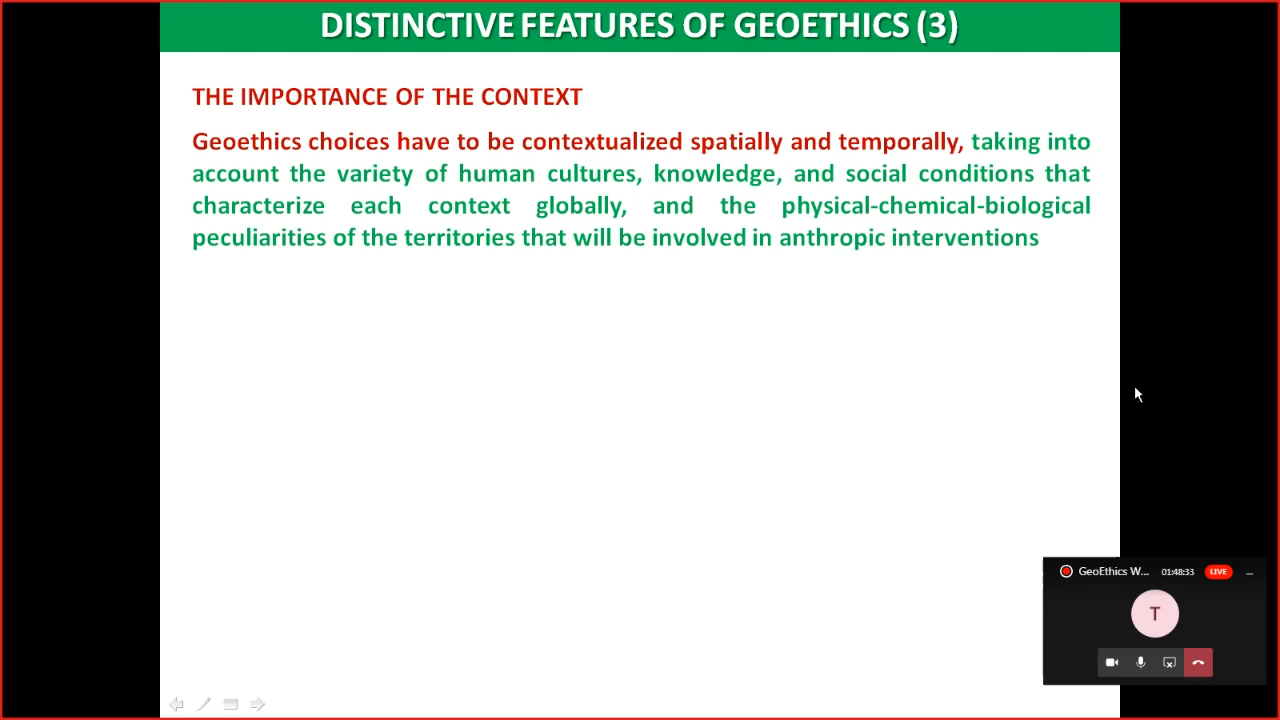 DISTINCTIVE FEATURES OF GEOETHICS (3)
THE IMPORTANCE OF THE CONTEXT
Geoethics choices have to be contextualized spatially and temporally, taking into
account the variety of human cultures, knowledge, and social conditions that
characterize each context globally, and the physical-chemical-biological
peculiarities of the territories that will be involved in anthropic interventions
GeoEthics W... 01:48:33 LIVE
T